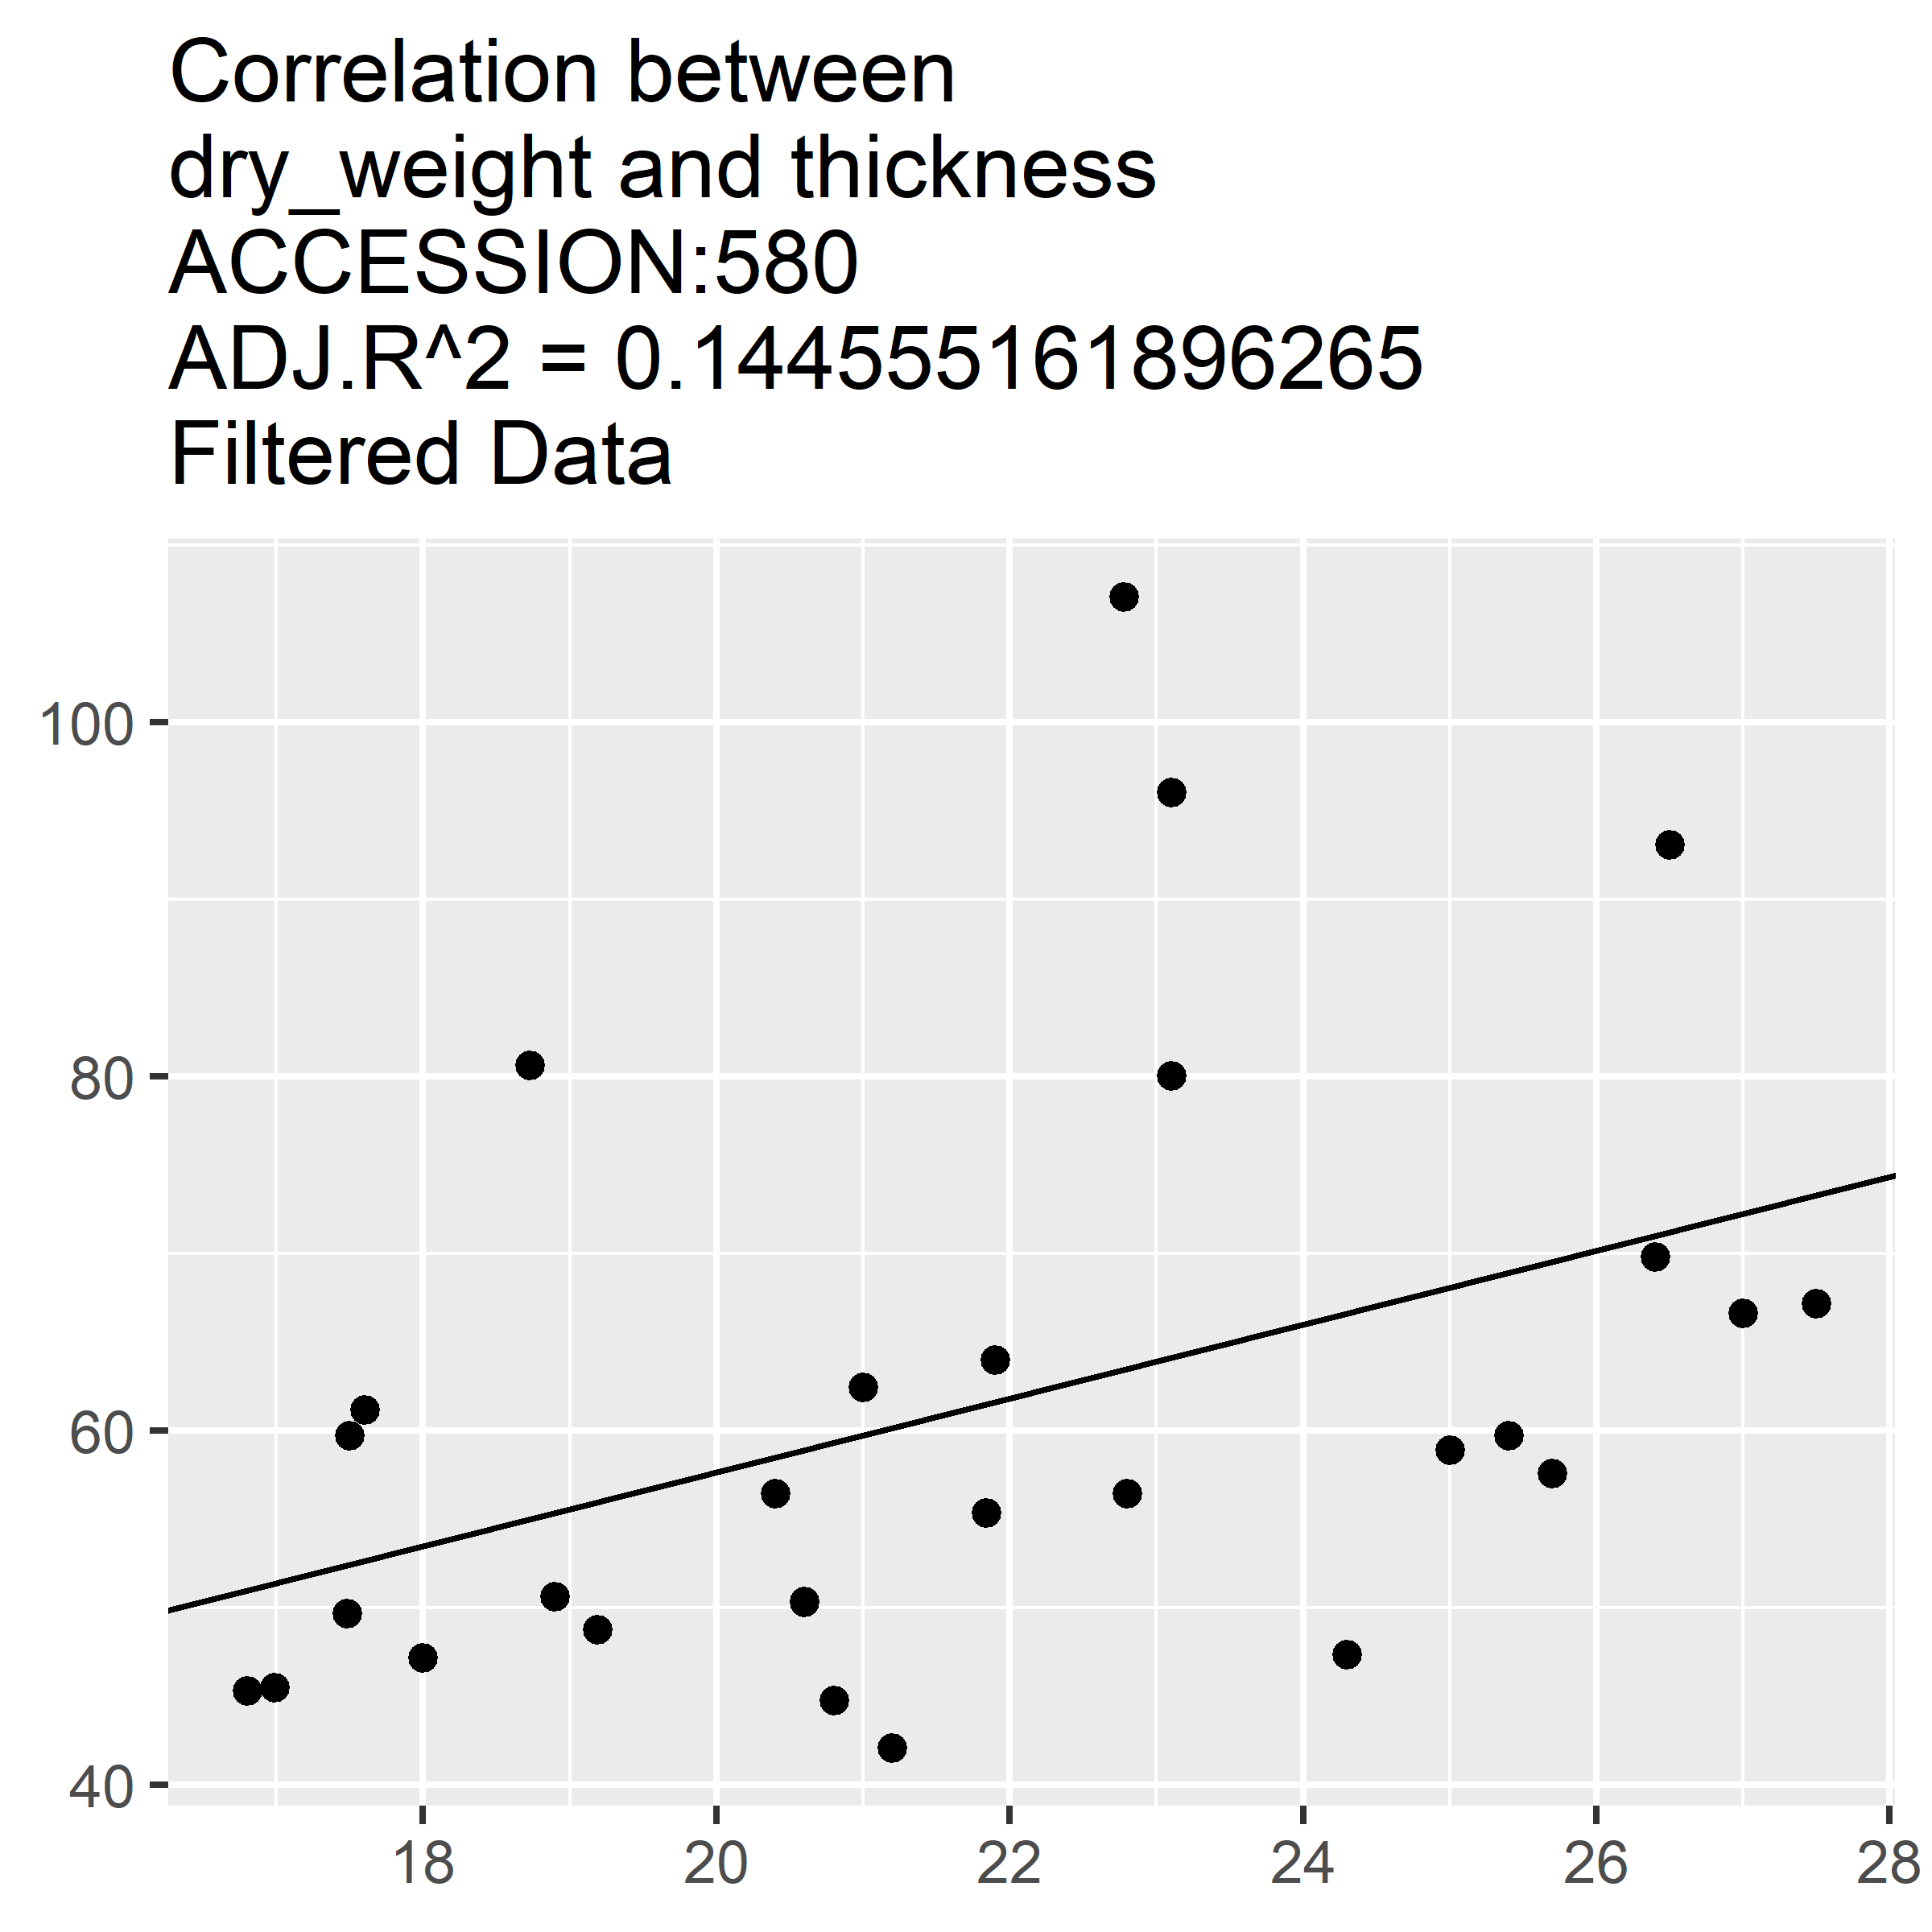 Correlation between
dry_weight and thickness
ACCESSION:580
ADJ.R^2 = 0.144555161896265
Filtered Data
100
80
60
40
18 20 22 24 26 28